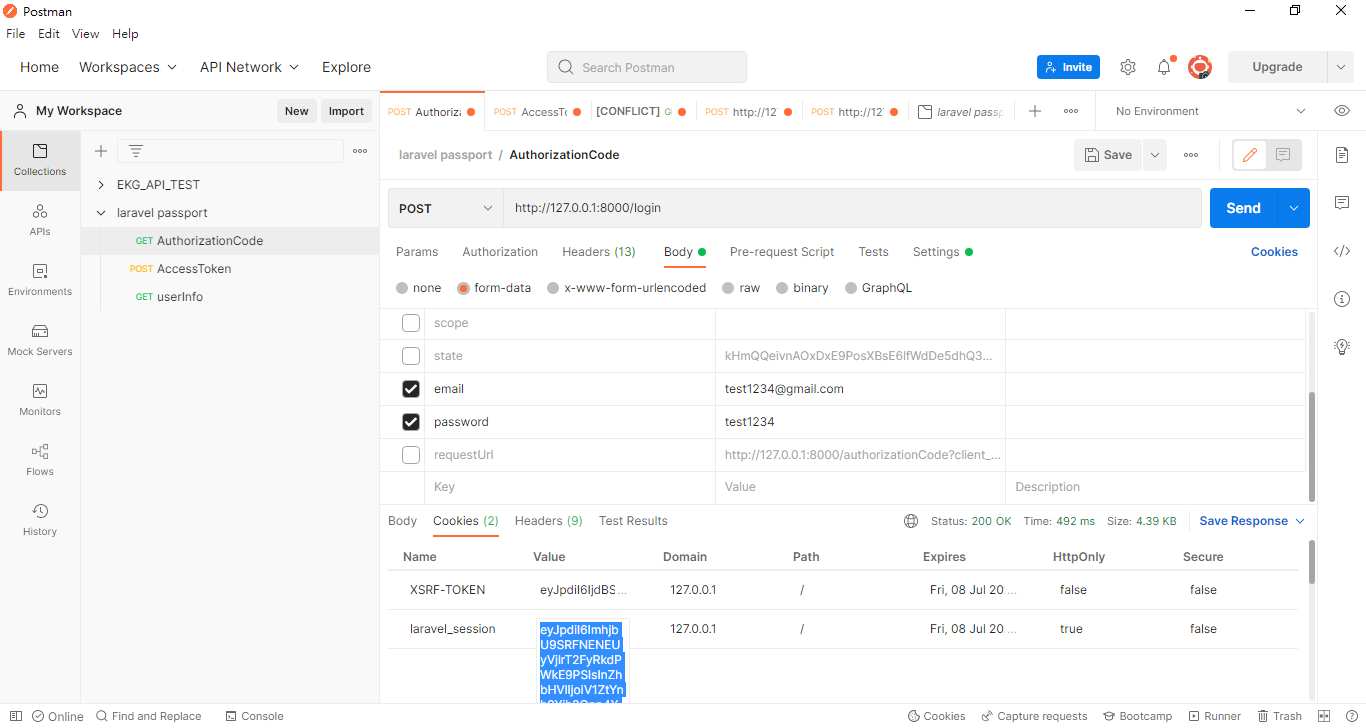 Postman
File Edit View Help
Home Workspaces API Network Explore Search Postman Invite Upgrade
My Workspace New Import POST Authoriza POST AccessTo [CONFLICT] G POST http://12 POST http://12 laravel passp No Environment
Collections
APIs
Environments
Mock Servers
Monitors
Flows
History
EKG_API_TEST
laravel passport
GET AuthorizationCode
POST AccessToken
GET userInfo
laravel passport / AuthorizationCode Save
POST http://127.0.0.1:8000/login Send
Params Authorization Headers (13) Body Pre-request Script Tests Settings Cookies
none form-data x-www-form-urlencoded raw binary GraphQL
scope
state kHmQQeivnAOxDxE9PosXBsE6lfWdDe5dhQ3...
email test1234@gmail.com
password test1234
requestUrl http://127.0.0.1:8000/authorizationCode?client_...
Key Value Description
Body Cookies (2) Headers (9) Test Results Status: 200 OK Time: 492 ms Size: 4.39 KB Save Response
Name Value Domain Path Expires HttpOnly Secure
XSRF-TOKEN eyJpdiI6IjdBS... 127.0.0.1 / Fri, 08 Jul 20... false false
laravel_session eyJpdiI6Imhjb 127.0.0.1 / Fri, 08 Jul 20... true false
U9SRFNENEU
yVjlrT2FyRkdP
WkE9PSIsInZh
bHVlIjoiV1ZtYn
Online Find and Replace Console Cookies Capture requests Bootcamp Runner Trash